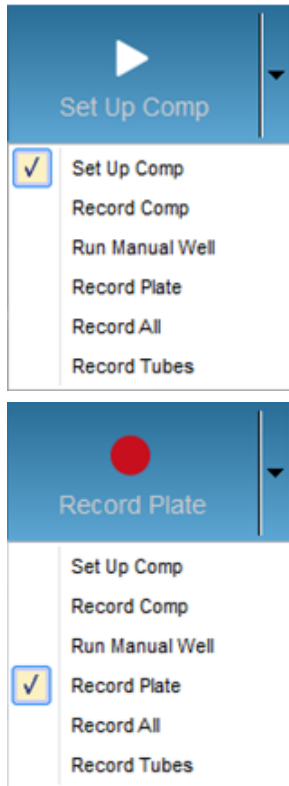 Set Up Comp
Set Up Comp
Record Comp
Run Manual Well
Record Plate
Record All
Record Tubes
Record Plate
Set Up Comp
Record Comp
Run Manual Well
Record Plate
Record All
Record Tubes